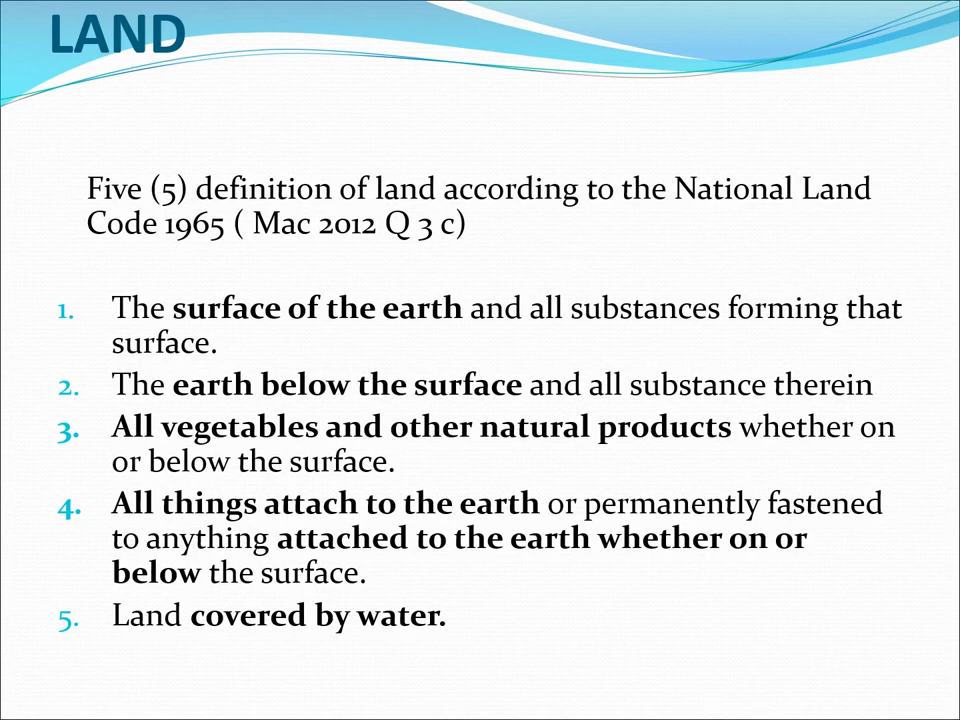 LAND
Five (5) definition of land according to the National Land
Code 1965 ( Mac 2012 Q 3 c)
1. The surface of the earth and all substances forming that
surface.
2. The earth below the surface and all substance therein
3. All vegetables and other natural products whether on
or below the surface.
4. All things attach to the earth or permanently fastened
to anything attached to the earth whether on or
below the surface.
5. Land covered by water.